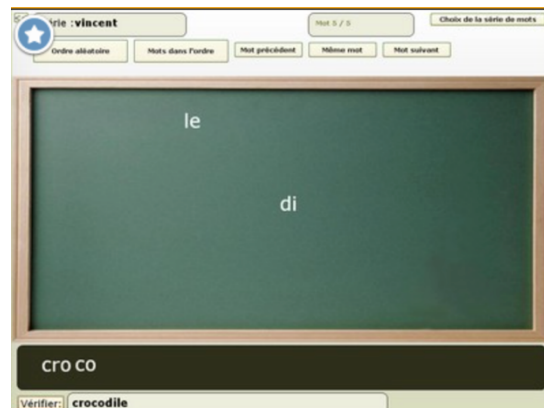 Série :vincent
Mot 5 / 5
Choix de la série de mots
Ordre aléatoire
Mots dans l'ordre
Mot précédent
Même mot
Mot suivant
le
di
cro co
Vérifier:
crocodile